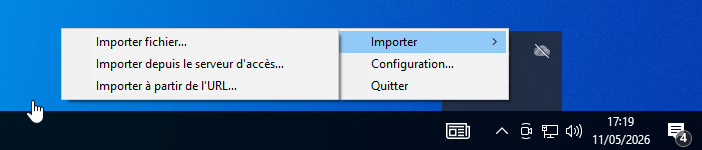 Importer fichier...
Importer depuis le serveur d'accès...
Importer à partir de l'URL...
Importer
Configuration...
Quitter
17:19
11/05/2026
4